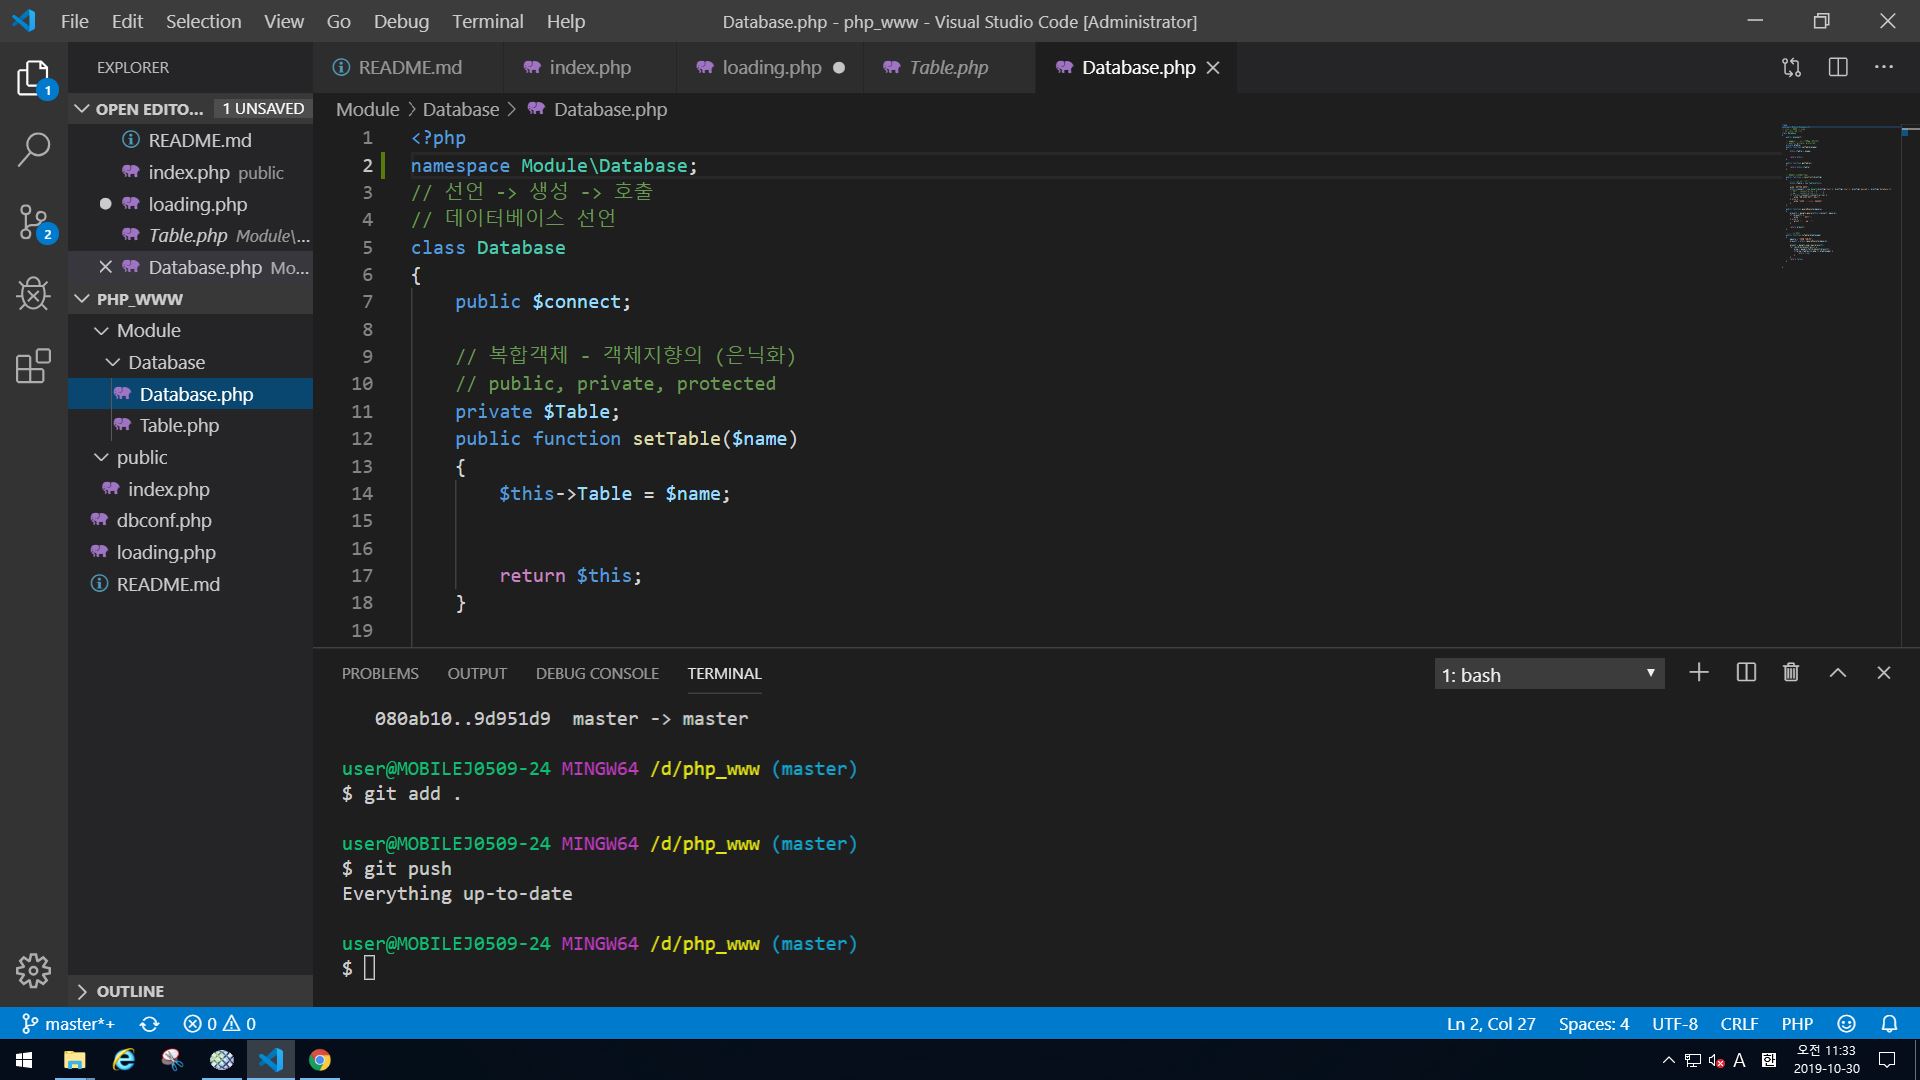 File Edit Selection View Go Debug Terminal Help
Database.php - php_www - Visual Studio Code [Administrator]
EXPLORER
1
OPEN EDITO... 1 UNSAVED
README.md
index.php public
loading.php
Table.php Module\...
Database.php Mo...
PHP_WWW
Module
Database
Database.php
Table.php
public
index.php
dbconf.php
loading.php
README.md
OUTLINE
2
README.md index.php loading.php Table.php Database.php
Module > Database > Database.php
1 <?php
2 namespace Module\Database;
3 // 선언 -> 생성 -> 호출
4 // 데이터베이스 선언
5 class Database
6 {
7 public $connect;
8
9 // 복합객체 - 객체지향의 (은닉화)
10 // public, private, protected
11 private $Table;
12 public function setTable($name)
13 {
14 $this->Table = $name;
15
16
17 return $this;
18 }
19
PROBLEMS OUTPUT DEBUG CONSOLE TERMINAL 1: bash
080ab10..9d951d9 master -> master
user@MOBILEJ0509-24 MINGW64 /d/php_www (master)
$ git add .
user@MOBILEJ0509-24 MINGW64 /d/php_www (master)
$ git push
Everything up-to-date
user@MOBILEJ0509-24 MINGW64 /d/php_www (master)
$
master*+ 0 0 Ln 2, Col 27 Spaces: 4 UTF-8 CRLF PHP
A 한 오전 11:33
2019-10-30